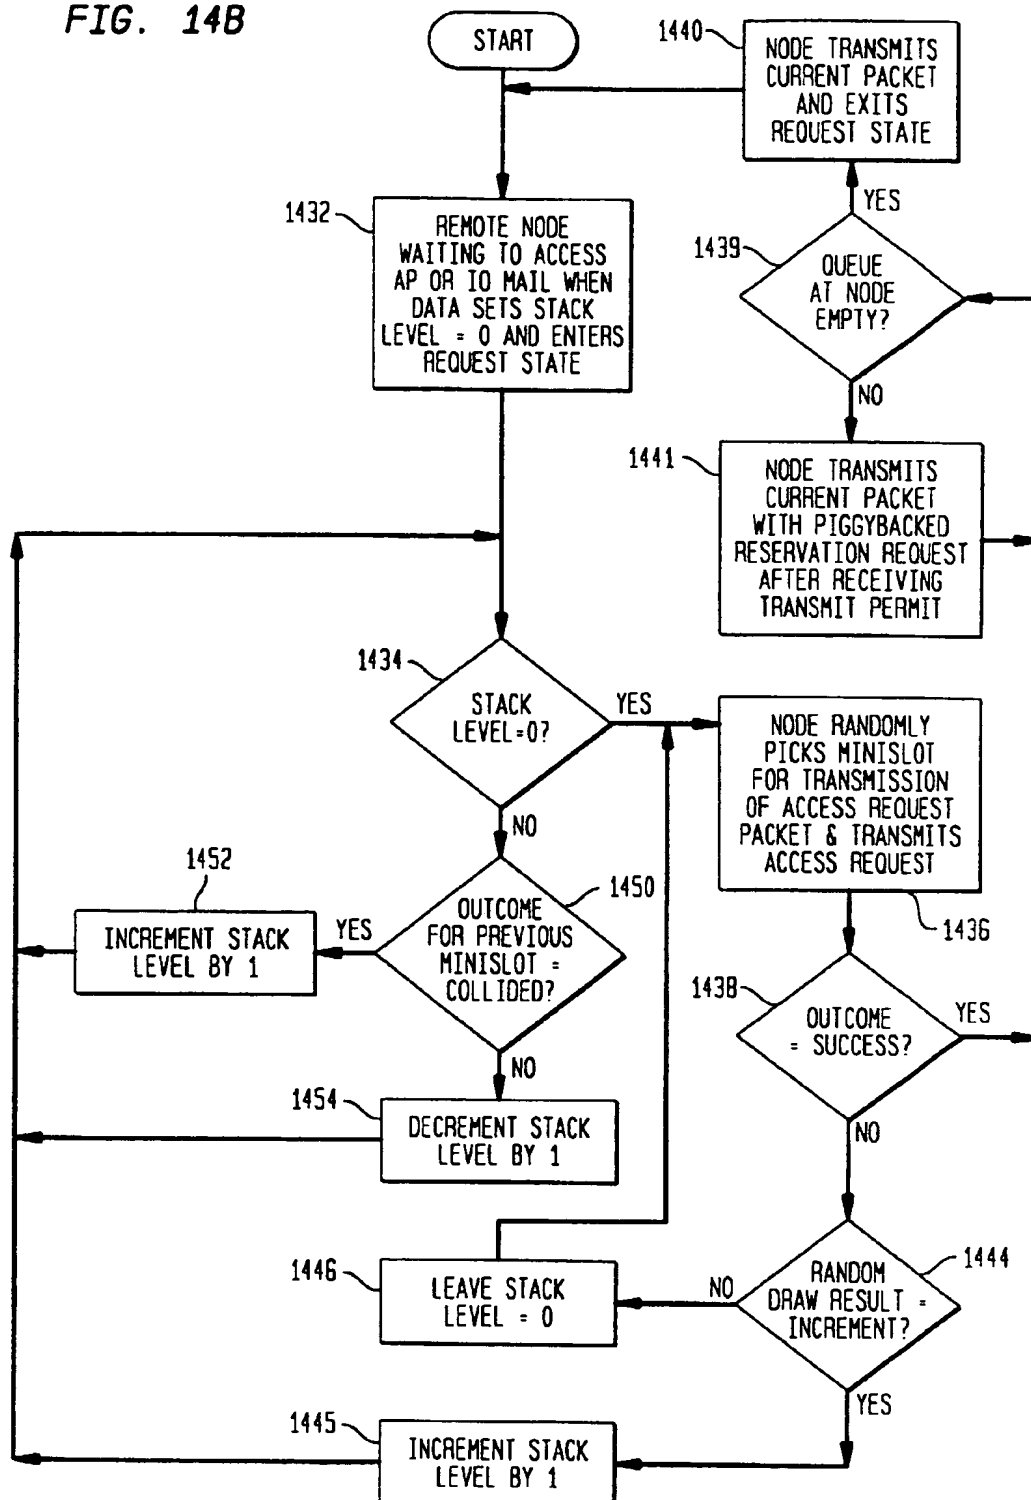 FIG. 14B
START
1440
NODE TRANSMITS
CURRENT PACKET
AND EXITS
REQUEST STATE
YES
1432
REMOTE NODE
WAITING TO ACCESS
AP OR IO MAIL WHEN
DATA SETS STACK
LEVEL = 0 AND ENTERS
REQUEST STATE
1439
QUEUE
AT NODE
EMPTY?
NO
1441
NODE TRANSMITS
CURRENT PACKET
WITH PIGGYBACKED
RESERVATION REQUEST
AFTER RECEIVING
TRANSMIT PERMIT
1434
STACK
LEVEL=0?
YES
NO
NODE RANDOMLY
PICKS MINISLOT
FOR TRANSMISSION
OF ACCESS REQUEST
PACKET & TRANSMITS
ACCESS REQUEST
1436
1452
INCREMENT STACK
LEVEL BY 1
YES
1450
OUTCOME
FOR PREVIOUS
MINISLOT =
COLLIDED?
NO
1438
OUTCOME
= SUCCESS?
YES
NO
1454
DECREMENT STACK
LEVEL BY 1
1446
LEAVE STACK
LEVEL = 0
NO
1444
RANDOM
DRAW RESULT =
INCREMENT?
YES
1445
INCREMENT STACK
LEVEL BY 1